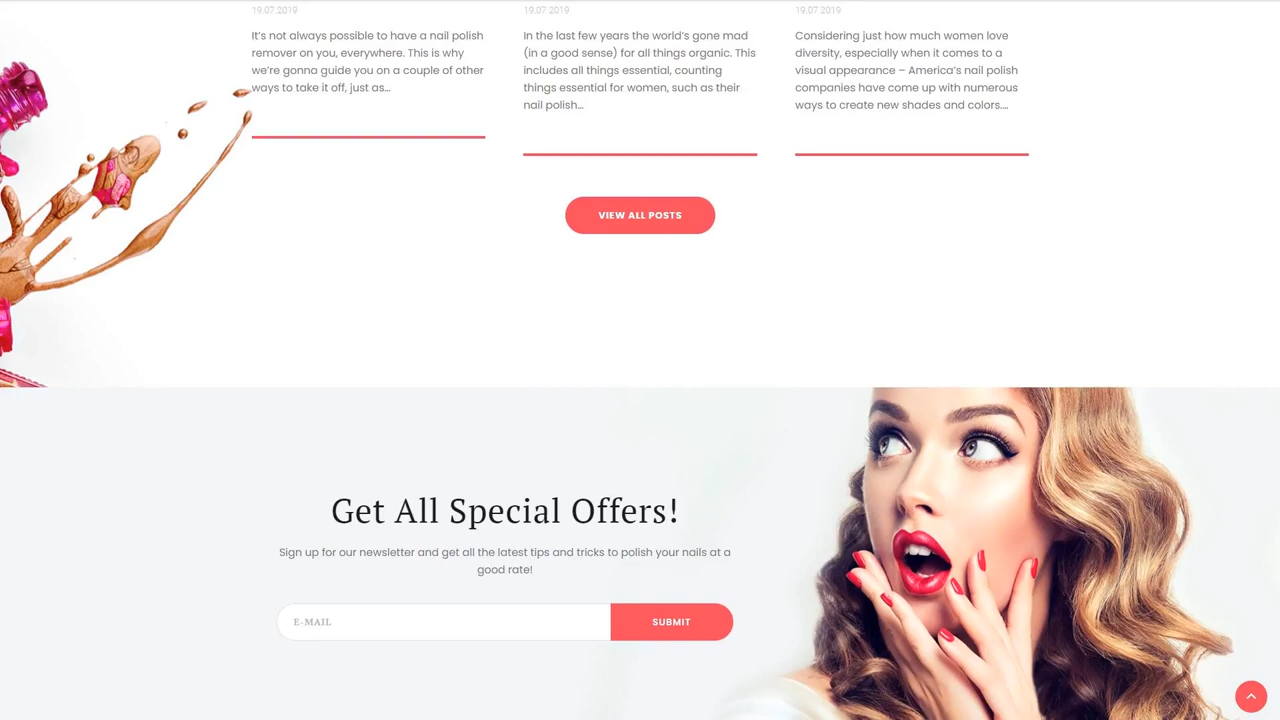 19.07.2019
It's not always possible to have a nail polish
remover on you, everywhere. This is why
we're gonna guide you on a couple of other
ways to take it off, just as...
19.07.2019
In the last few years the world's gone mad
(in a good sense) for all things organic. This
includes all things essential, counting
things essential for women, such as their
nail polish...
19.07.2019
Considering just how much women love
diversity, especially when it comes to a
visual appearance – America's nail polish
companies have come up with numerous
ways to create new shades and colors....
VIEW ALL POSTS
Get All Special Offers!
Sign up for our newsletter and get all the latest tips and tricks to polish your nails at a
good rate!
E-MAIL
SUBMIT